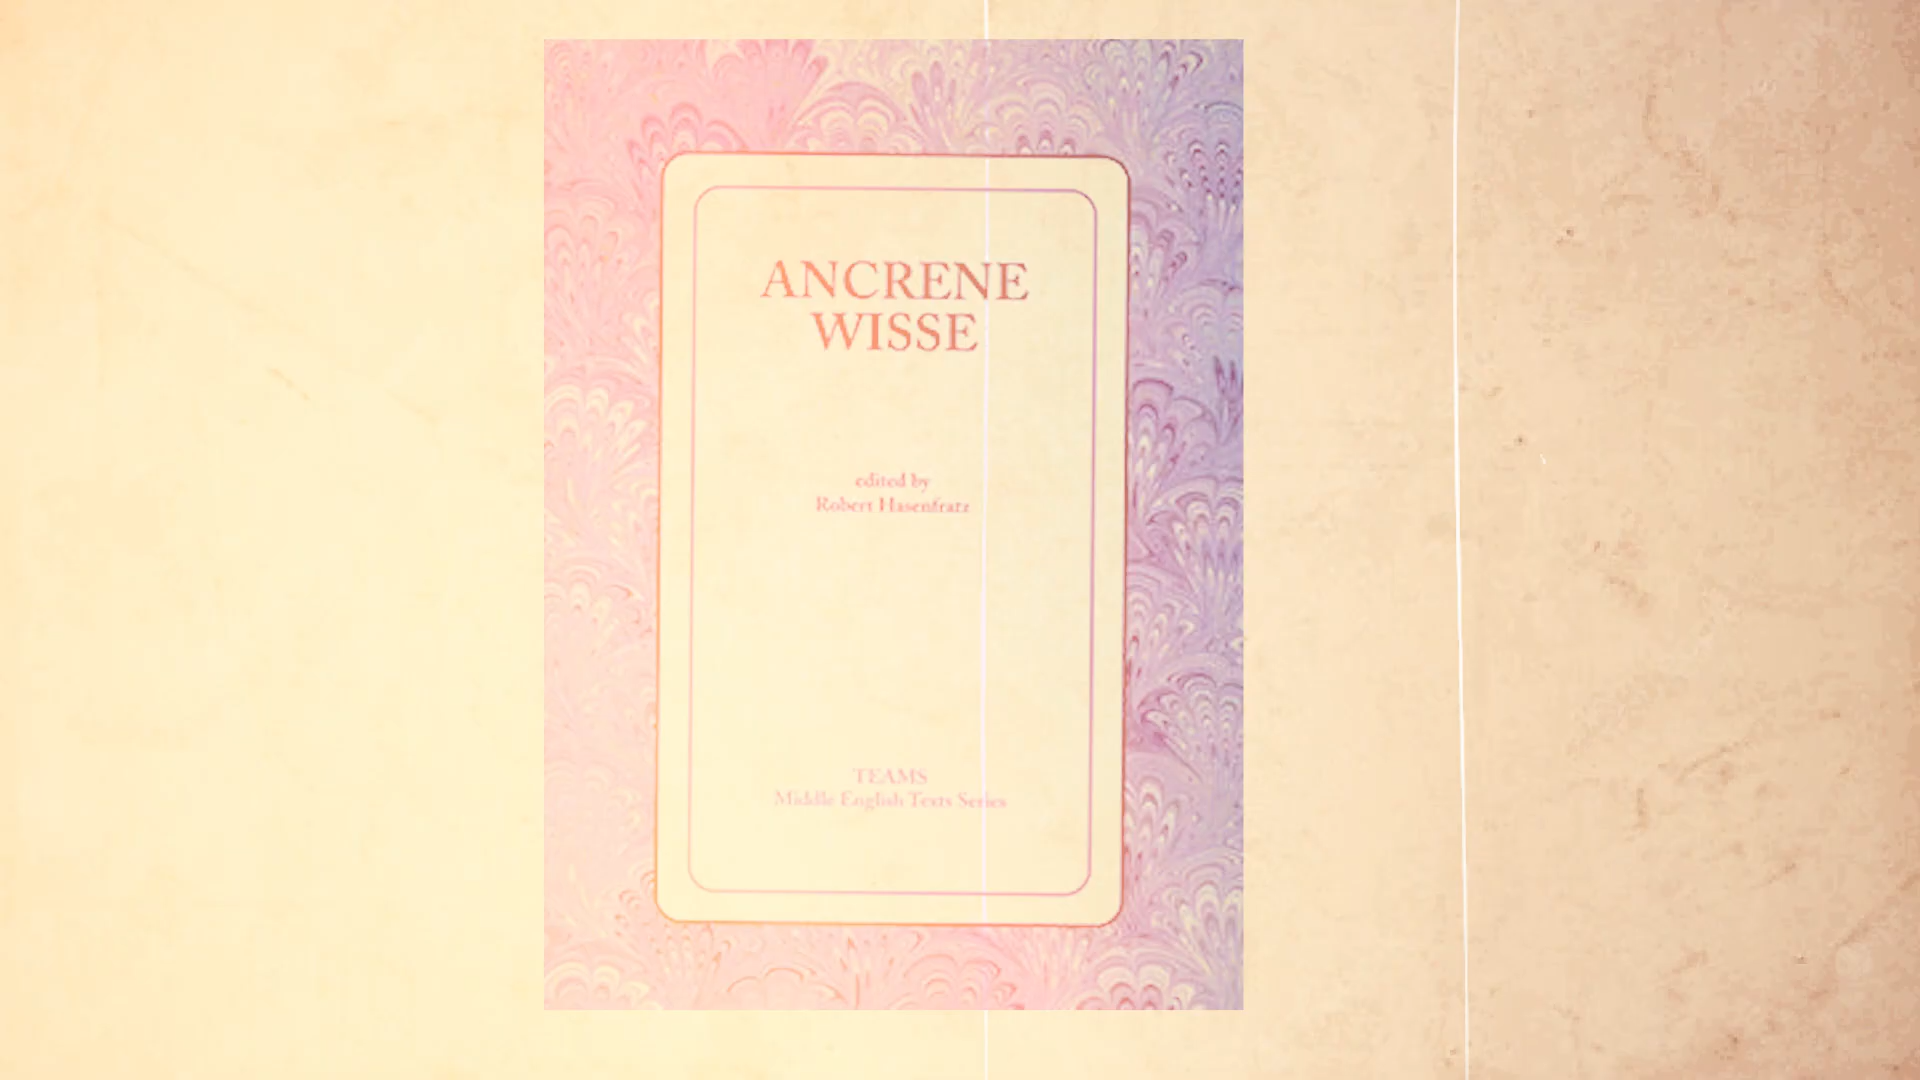 ANCRENE
WISSE
edited by
Robert Hasenfratz
TEAMS
Middle English Texts Series